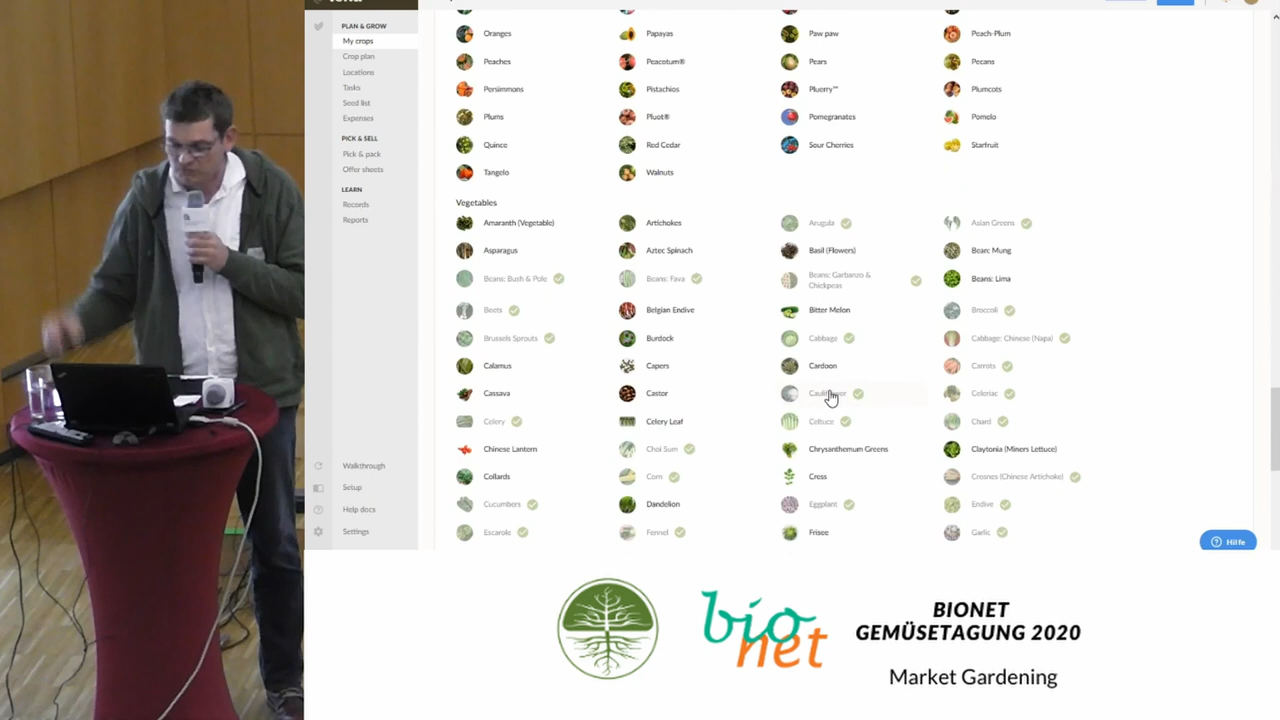 PLAN & GROW
My crops
Crop plan
Locations
Tasks
Seed list
Expenses
PICK & SELL
Pick & pack
Offer sheets
LEARN
Records
Reports
Walkthrough
Setup
Help docs
Settings
Oranges Papayas Paw paw Peach-Plum
Peaches Peacotum® Pears Pecans
Persimmons Pistachios Pluerry™ Plumcots
Plums Pluot® Pomegranates Pomelo
Quince Red Cedar Sour Cherries Starfruit
Tangelo Walnuts
Vegetables
Amaranth (Vegetable) Artichokes Arugula Asian Greens
Asparagus Aztec Spinach Basil (Flowers) Bean: Mung
Beans: Bush & Pole Beans: Fava Beans: Garbanzo & Chickpeas Beans: Lima
Beets Belgian Endive Bitter Melon Broccoli
Brussels Sprouts Burdock Cabbage Cabbage: Chinese (Napa)
Calamus Capers Cardoon Carrots
Cassava Castor Cauliflower Celeriac
Celery Celery Leaf Celtuce Chard
Chinese Lantern Choi Sum Chrysanthemum Greens Claytonia (Miners Lettuce)
Collards Corn Cress Crosnes (Chinese Artichoke)
Cucumbers Dandelion Eggplant Endive
Escarole Fennel Frisee Garlic
Hilfe
bio
net
BIONET
GEMÜSETAGUNG 2020
Market Gardening